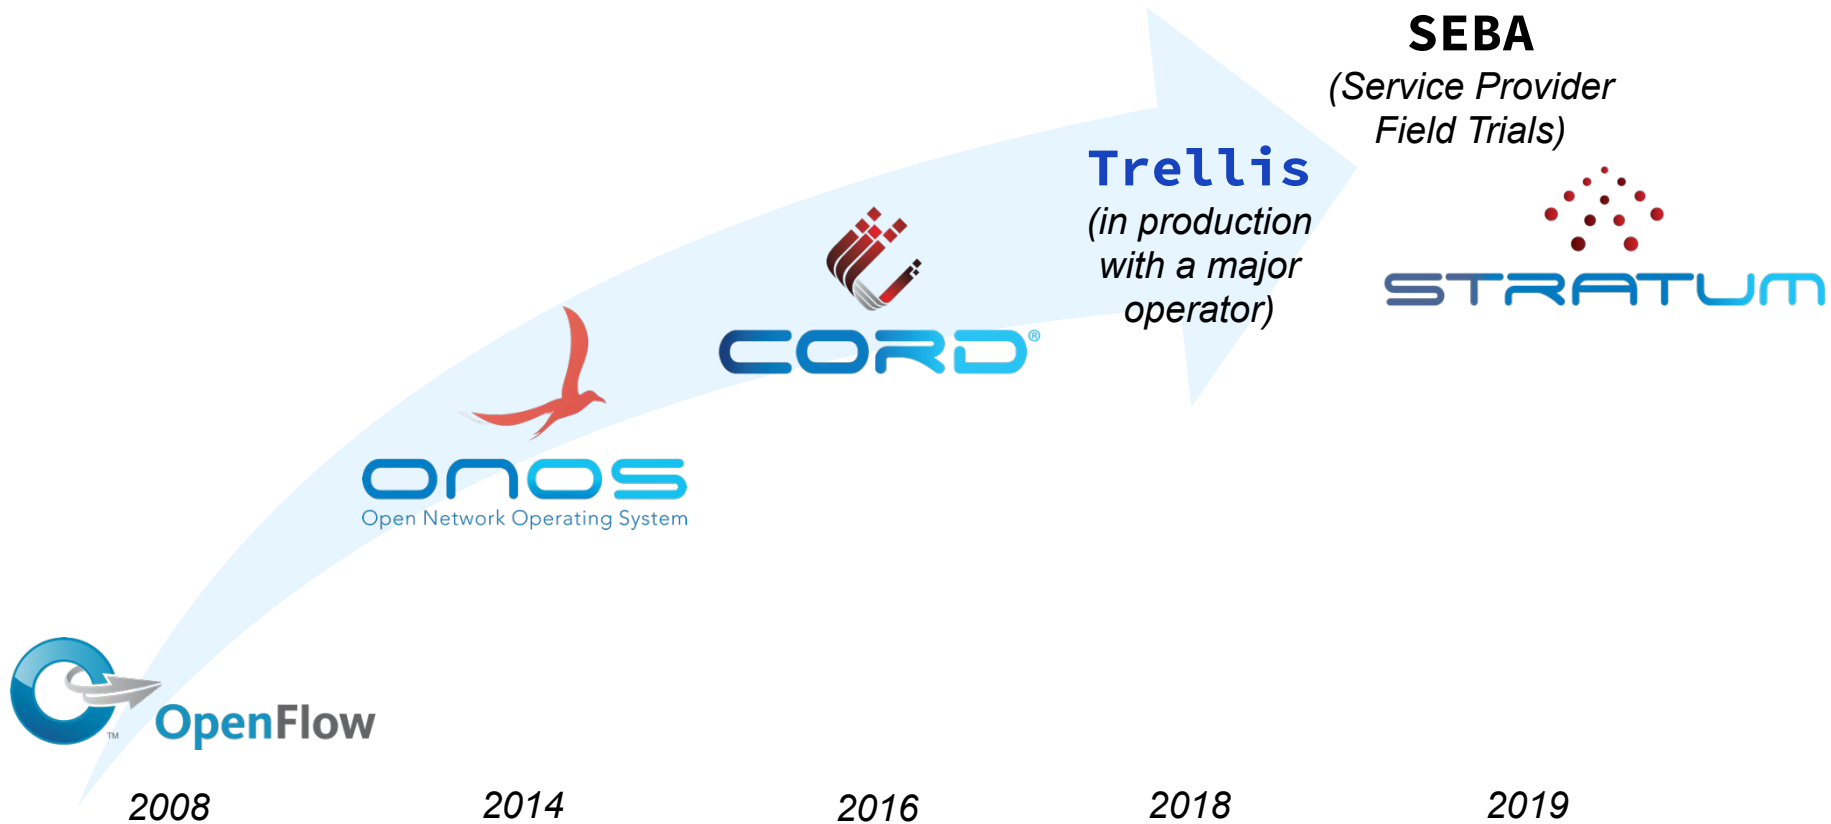 SEBA
(Service Provider
Field Trials)
Trellis
(in production
with a major
operator)
STRATUM
CORD®
ONOS
Open Network Operating System
OpenFlow
TM
2008
2014
2016
2018
2019